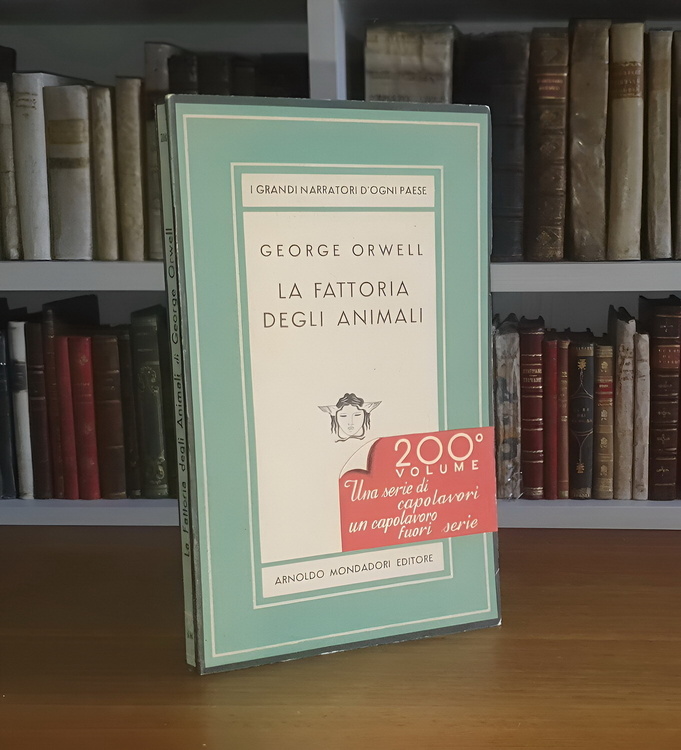 I GRANDI NARRATORI D'OGNI PAESE
GEORGE ORWELL
LA FATTORIA
DEGLI ANIMALI
200°
VOLUME
Una serie di
capolavori
un capolavoro
fuori serie
ARNOLDO MONDADORI EDITORE
La Fattoria degli Animali di George Orwell